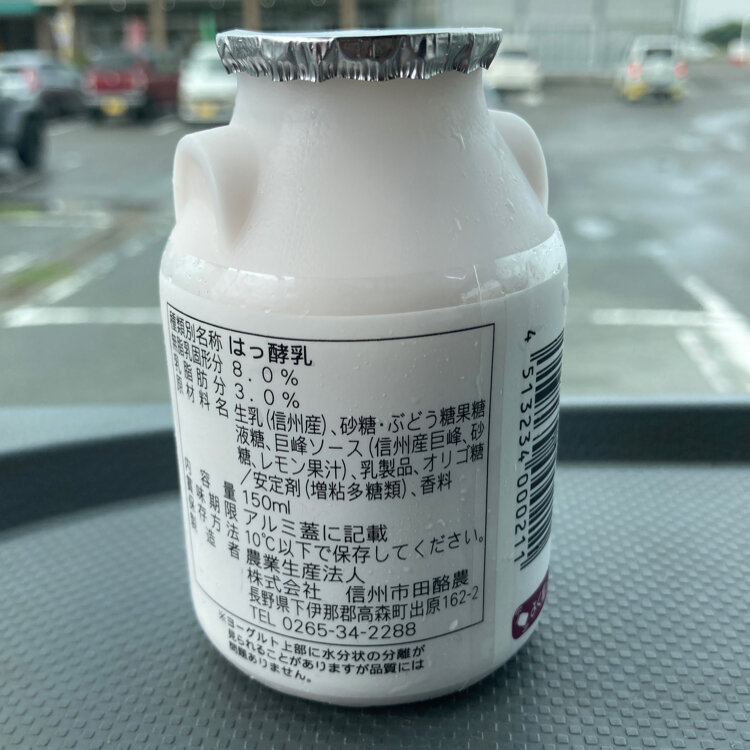 種類別名称 はっ酵乳
無脂乳固形分 8.0%
乳脂肪分 3.0%
原材料名 生乳(信州産)、砂糖・ぶどう糖果糖
液糖、巨峰ソース(信州産巨峰、砂
糖、レモン果汁)、乳製品、オリゴ糖
/安定剤(増粘多糖類)、香料
内容量 150ml
賞味期限 アルミ蓋に記載
保存方法 10℃以下で保存してください。
製造者 農業生産法人
株式会社 信州市田酪農
長野県下伊那郡高森町出原162-2
TEL 0265-34-2288
※ヨーグルト上部に水分状の分離が
見られることがありますが品質には
問題ありません。
4513234000211